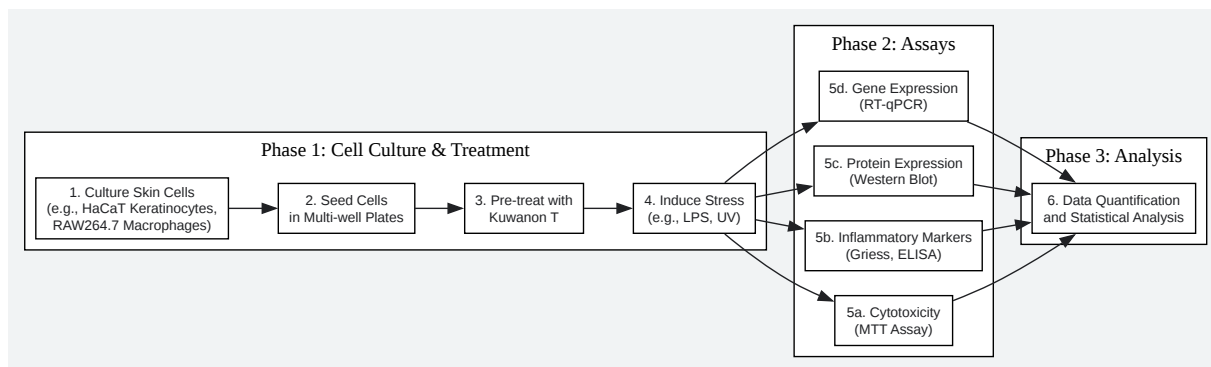 Phase 1: Cell Culture & Treatment
1. Culture Skin Cells
(e.g., HaCaT Keratinocytes,
RAW264.7 Macrophages)
2. Seed Cells
in Multi-well Plates
3. Pre-treat with
Kuwanon T
4. Induce Stress
(e.g., LPS, UV)
Phase 2: Assays
5d. Gene Expression
(RT-qPCR)
5c. Protein Expression
(Western Blot)
5b. Inflammatory Markers
(Griess, ELISA)
5a. Cytotoxicity
(MTT Assay)
Phase 3: Analysis
6. Data Quantification
and Statistical Analysis